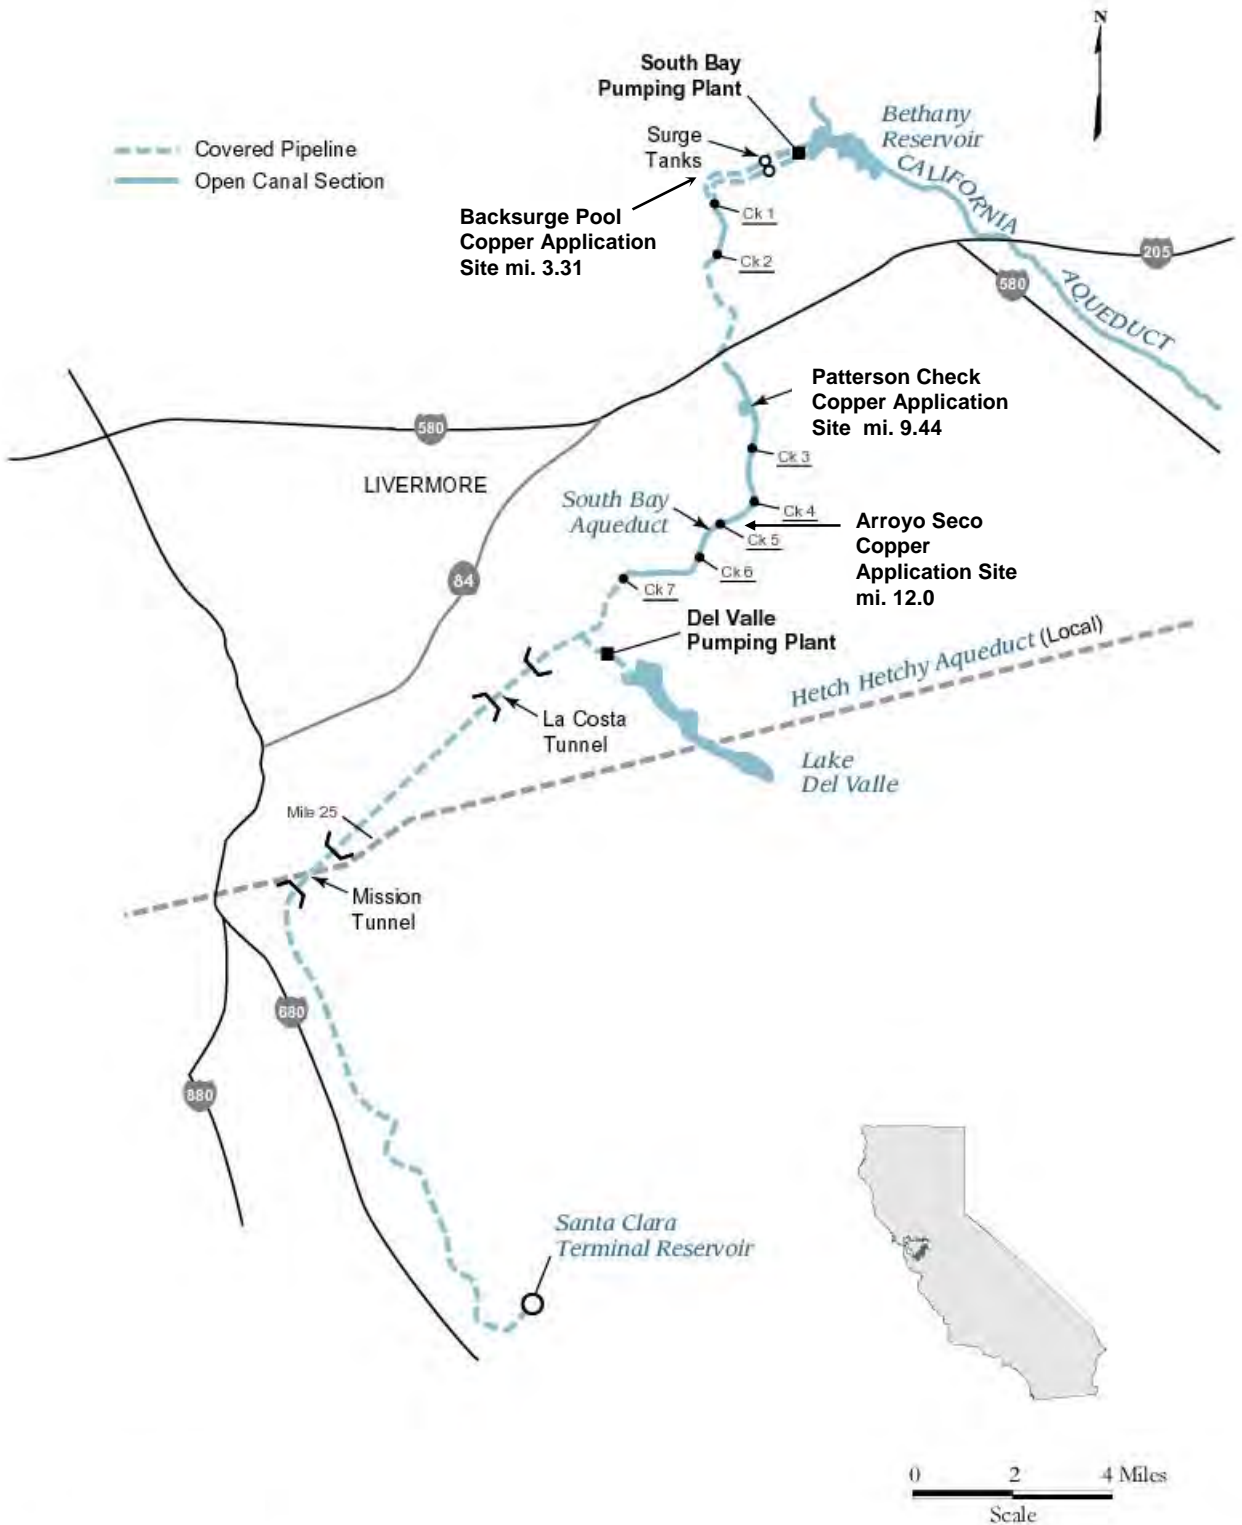 N
South Bay
Pumping Plant
Bethany
Reservoir
Surge
Tanks
Covered Pipeline
Open Canal Section
CALIFORNIA
AQUEDUCT
Backsurge Pool
Copper Application
Site mi. 3.31
Ck 1
Ck 2
205
580
Patterson Check
Copper Application
Site mi. 9.44
580
LIVERMORE
Ck 3
South Bay
Aqueduct
Ck 4
Ck 5
Arroyo Seco
Copper
Application Site
mi. 12.0
Ck 6
Ck 7
84
Del Valle
Pumping Plant
Hetch Hetchy Aqueduct (Local)
La Costa
Tunnel
Lake
Del Valle
Mile 25
Mission
Tunnel
680
880
Santa Clara
Terminal Reservoir
0 2 4 Miles
Scale